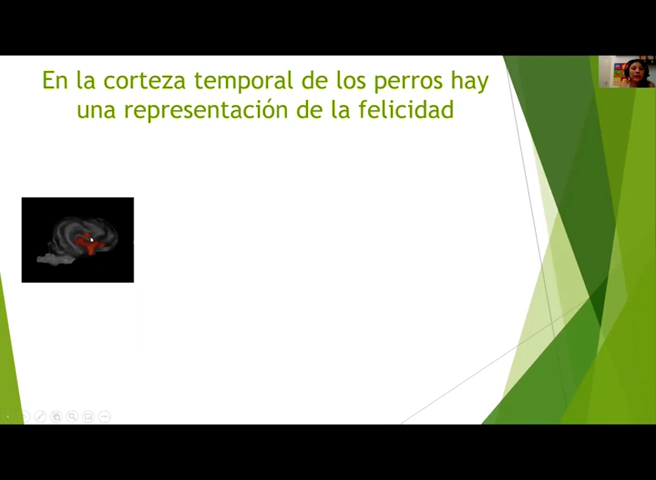 En la corteza temporal de los perros hay
una representación de la felicidad